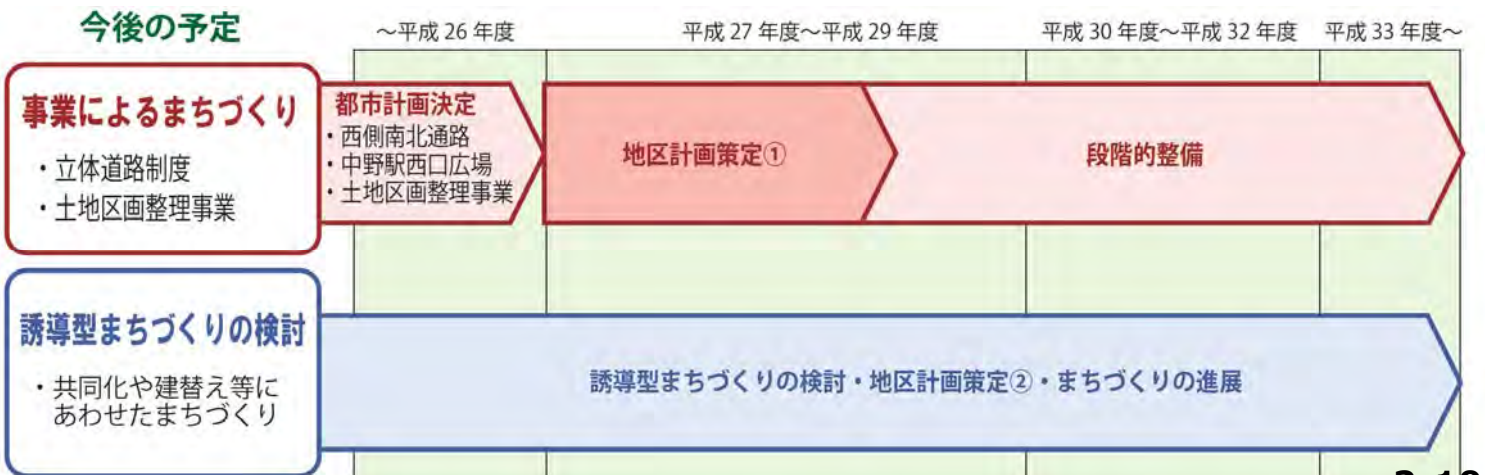 今後の予定
～平成 26 年度
平成 27 年度～平成 29 年度
平成 30 年度～平成 32 年度
平成 33 年度～
事業によるまちづくり
・立体道路制度
・土地区画整理事業
都市計画決定
・西側南北通路
・中野駅西口広場
・土地区画整理事業
地区計画策定①
段階的整備
誘導型まちづくりの検討
・共同化や建替え等に
あわせたまちづくり
誘導型まちづくりの検討・地区計画策定②・まちづくりの進展